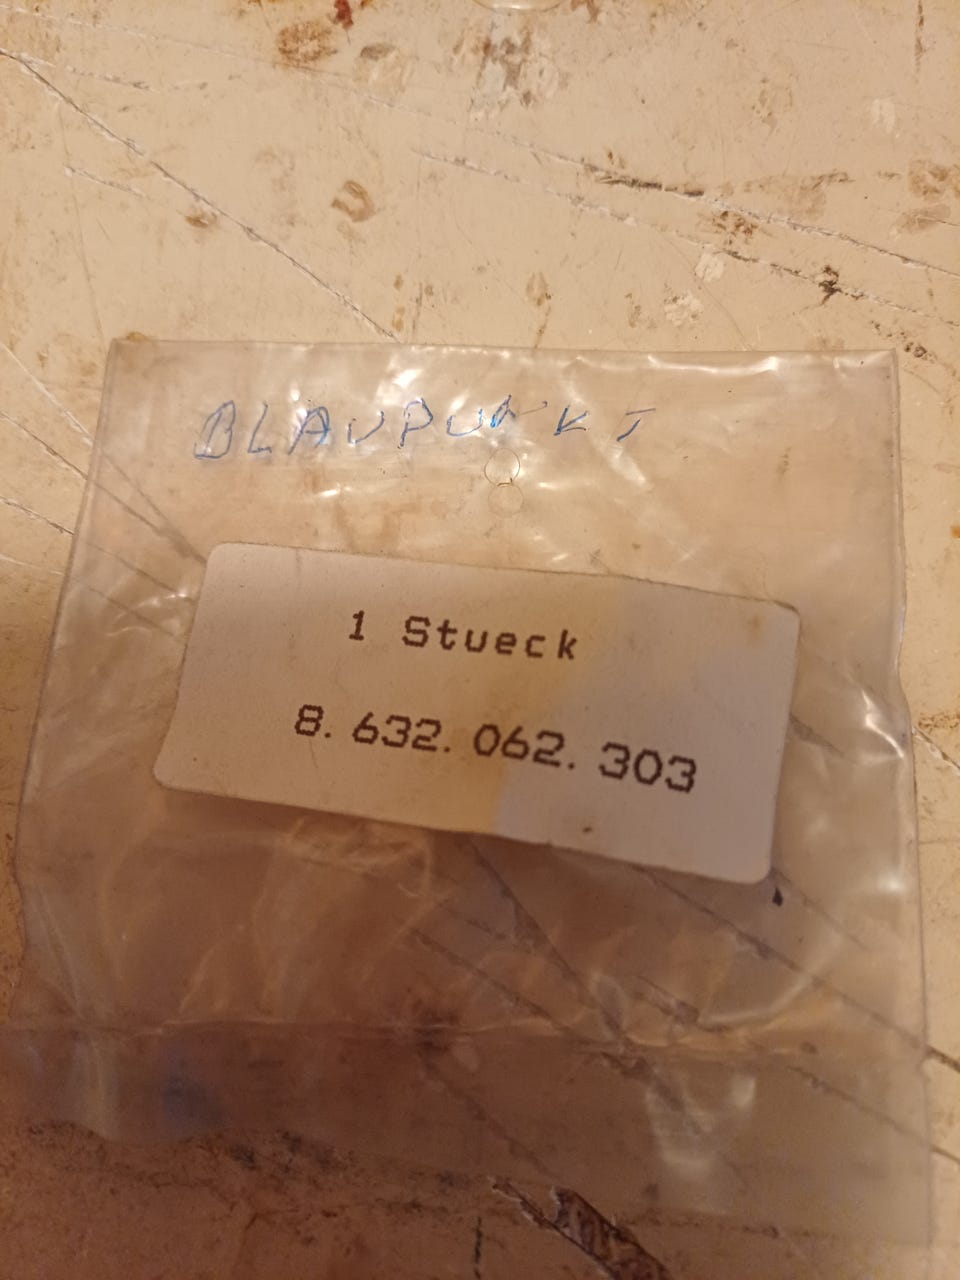 BLAUPUNKT
1 Stueck
8. 632. 062. 303